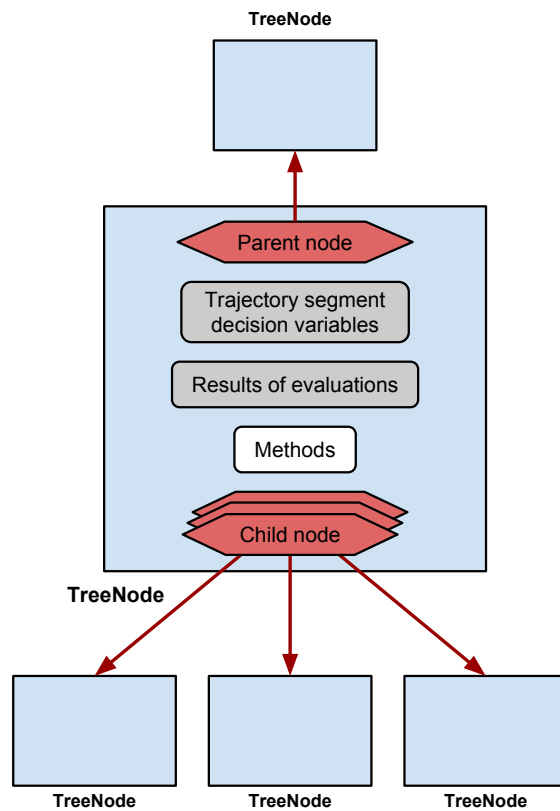 TreeNode
Parent node
Trajectory segment
decision variables
Results of evaluations
Methods
Child node
TreeNode
TreeNode
TreeNode
TreeNode